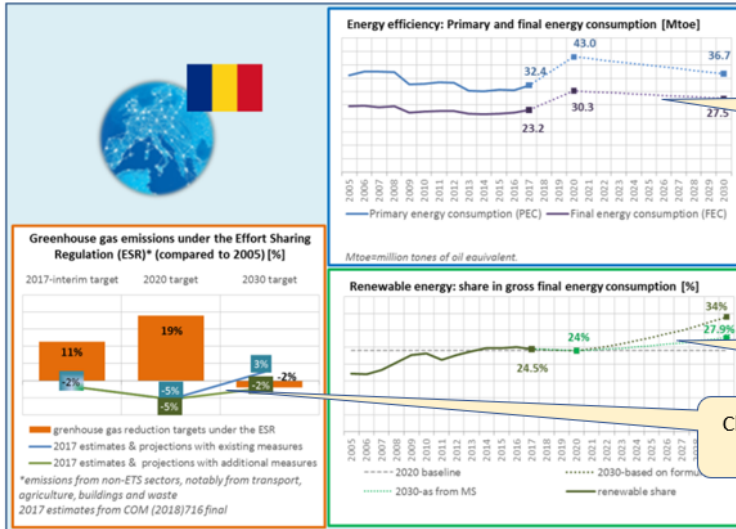 Energy efficiency: Primary and final energy consumption [Mtoe]
43.0
36.7
32.4
30.3
27.5
23.2
2005 2006 2007 2008 2009 2010 2011 2012 2013 2014 2015 2016 2017 2018 2019 2020 2021 2022 2023 2024 2025 2026 2027 2028 2029 2030
Primary energy consumption (PEC) Final energy consumption (FEC)
Mtoe=million tones of oil equivalent.
Greenhouse gas emissions under the Effort Sharing
Regulation (ESR)* (compared to 2005) [%]
2017-interim target 2020 target 2030 target
19%
11%
3%
-2%
-2%
-5%
-2%
-5%
greenhouse gas reduction targets under the ESR
2017 estimates & projections with existing measures
2017 estimates & projections with additional measures
*emissions from non-ETS sectors, notably from transport,
agriculture, buildings and waste
2017 estimates from COM (2018)716 final
Renewable energy: share in gross final energy consumption [%]
34%
27.9%
24%
24.5%
2005 2006 2007 2008 2009 2010 2011 2012 2013 2014 2015 2016 2017 2018 2019 2020 2021 2022 2023 2024 2025 2026 2027 2028
2020 baseline 2030-based on
2030-as from MS renewable share